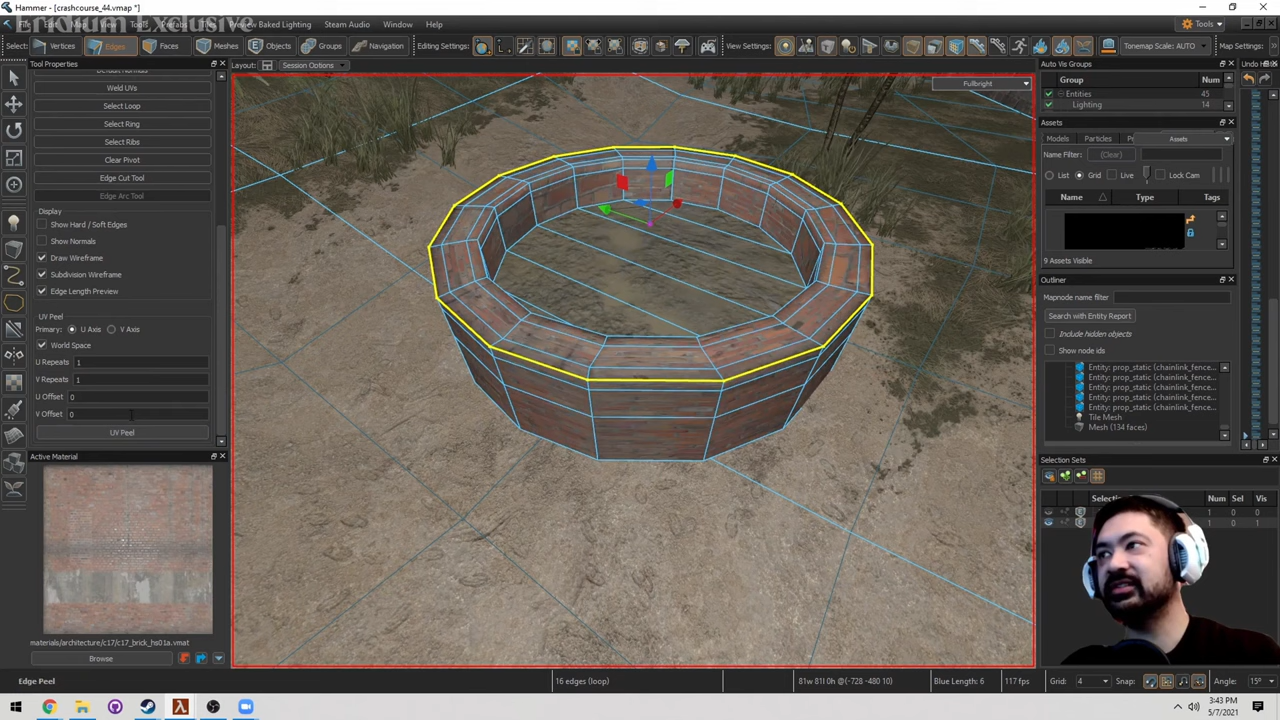 Hammer - [crashcourse_44.vmap *]
Eridium Exclusive
File Edit Map View Tools Prefabs Tiles Preview Baked Lighting Steam Audio Window Help
Tools
Select: Vertices Edges Faces Meshes Objects Groups Navigation Editing Settings: View Settings: Tonemap Scale: AUTO Map Settings:
Tool Properties
Layout: Session Options
Fullbright
Default Normals
Weld UVs
Select Loop
Select Ring
Select Ribs
Clear Pivot
Edge Cut Tool
Edge Arc Tool
Display
Show Hard / Soft Edges
Show Normals
Draw Wireframe
Subdivision Wireframe
Edge Length Preview
UV Peel
Primary: U Axis V Axis
World Space
U Repeats 1
V Repeats 1
U Offset 0
V Offset 0
UV Peel
Active Material
materials/architecture/c17/c17_brick_hs01a.vmat
Browse
Auto Vis Groups
Undo Hi
Group Num
Entities 45
Lighting 14
Assets
Models Particles Assets
Name Filter: (Clear)
List Grid Live Lock Cam
Name Type Tags
9 Assets Visible
Outliner
Mapnode name filter
Search with Entity Report
Include hidden objects
Show node ids
Entity: prop_static (chainlink_fence...
Entity: prop_static (chainlink_fence...
Entity: prop_static (chainlink_fence...
Entity: prop_static (chainlink_fence...
Tile Mesh
Mesh (134 faces)
Selection Sets
Num Sel Vis
1 0 0
1 0 1
Edge Peel
16 edges (loop)
81w 81l 0h @(-728 -480 10)
Blue Length: 6
117 fps
Grid: 4
Snap:
Angle: 15°
3:43 PM
5/7/2021